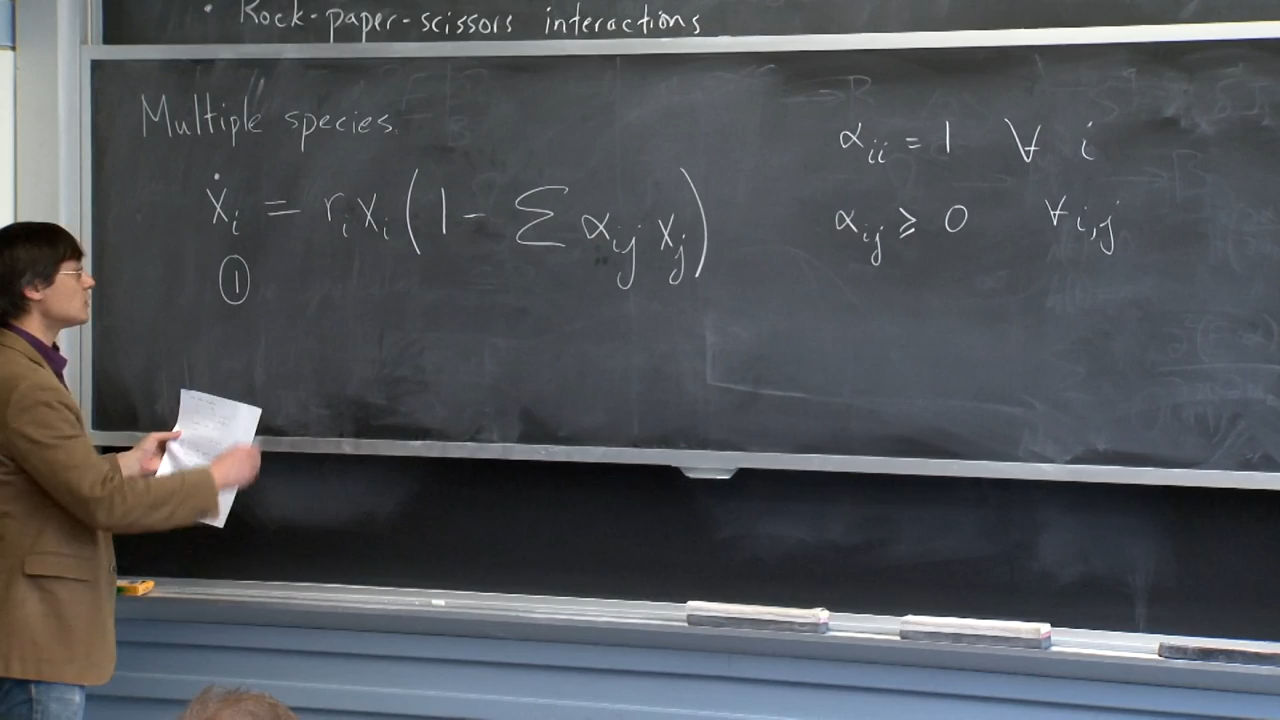 • Rock-paper-scissors interactions
Multiple species.
ẋᵢ = rᵢxᵢ(1 - Σ αᵢⱼ xⱼ)
①
αᵢᵢ = 1 ∀ i
αᵢⱼ ⩾ 0 ∀ i,j